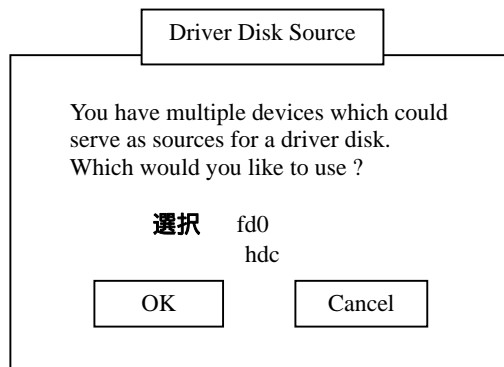 Driver Disk Source
You have multiple devices which could
serve as sources for a driver disk.
Which would you like to use ?
選択 fd0
hdc
OK Cancel